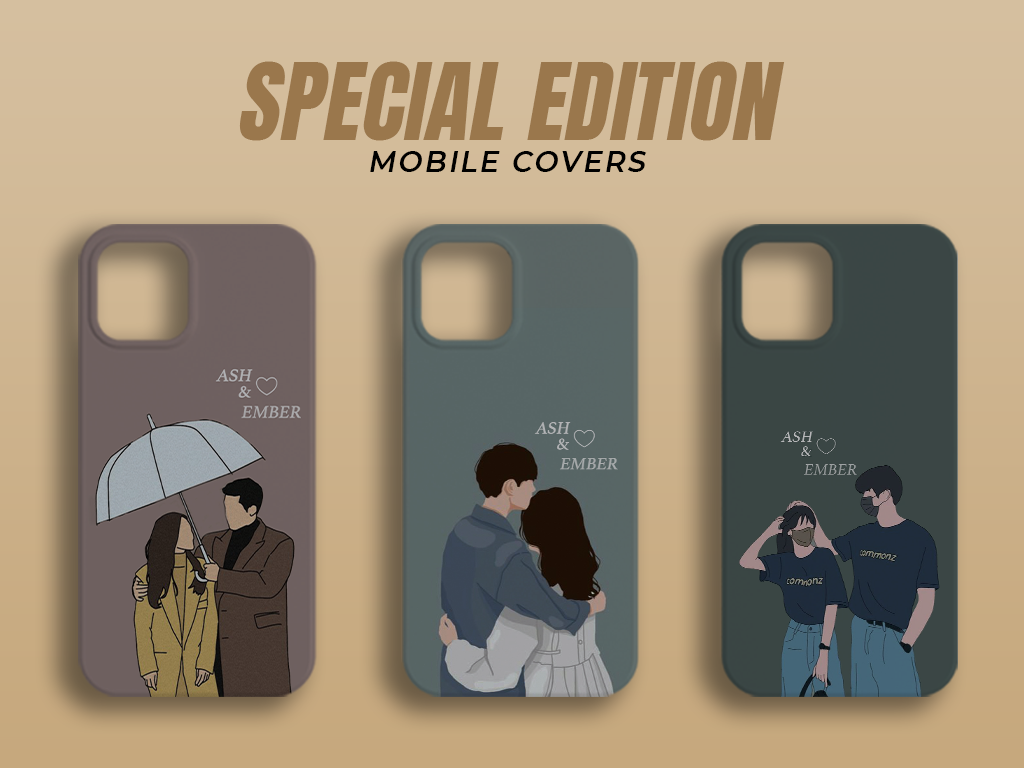 SPECIAL EDITION
MOBILE COVERS
ASH
&
EMBER
ASH
&
EMBER
ASH
&
EMBER
commonz
commonz